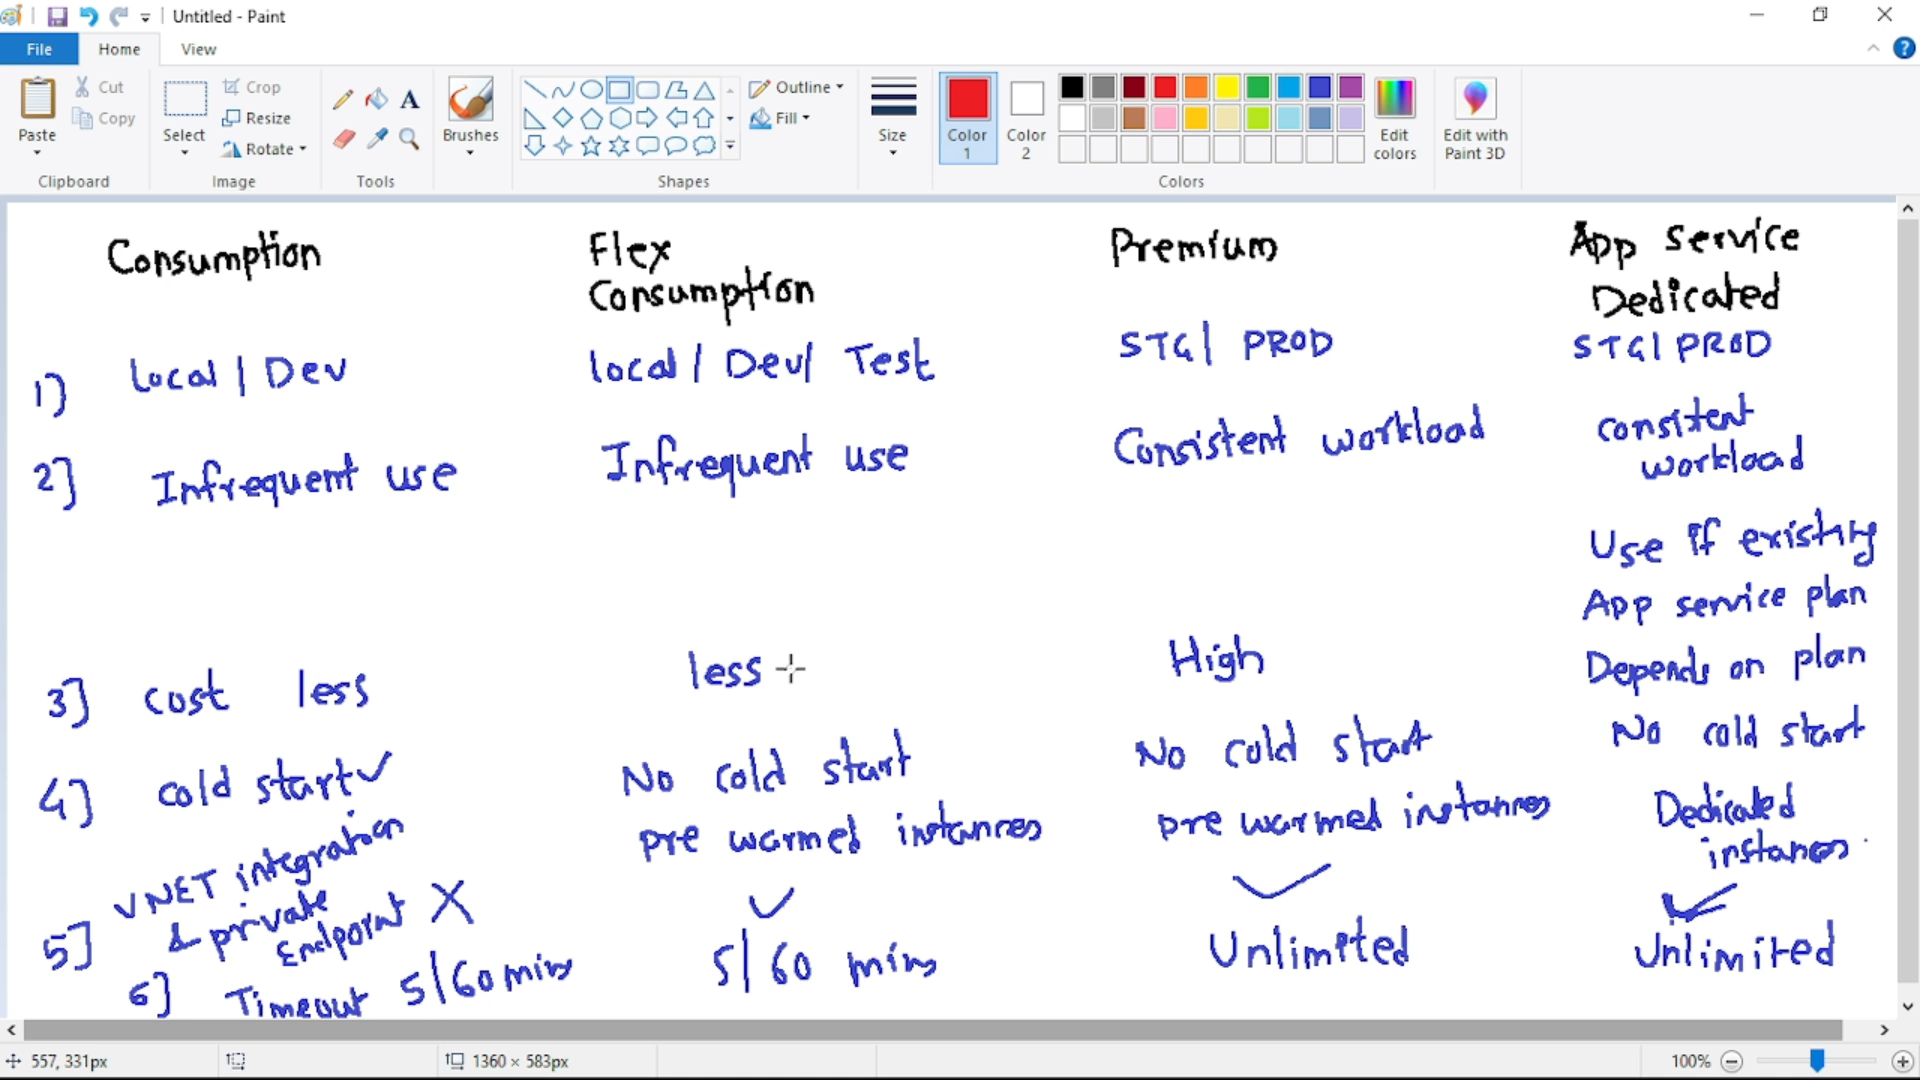 Untitled - Paint
File Home View
Paste
Cut
Copy
Clipboard
Select
Crop
Resize
Rotate
Image
Tools
Brushes
Shapes
Outline
Fill
Size
Color 1
Color 2
Colors
Edit colors
Edit with Paint 3D
Consumption
Flex
Consumption
Premium
App Service
Dedicated
1] Local | Dev
local | Dev| Test
STG| PROD
STG| PROD
2] Infrequent use
Infrequent use
Consistent workload
consistent
workload
Use if existing
App service plan
3] cost less
less
High
Depends on plan
4] cold start ✓
No cold start
pre warmed instances
No cold start
pre warmed instances
No cold start
Dedicated
instances
5] VNET integration
& private
Endpoint X
✓
✓
✓
6] Timeout 5|60 mins
5|60 mins
Unlimited
Unlimited
557, 331px
1360 × 583px
100%